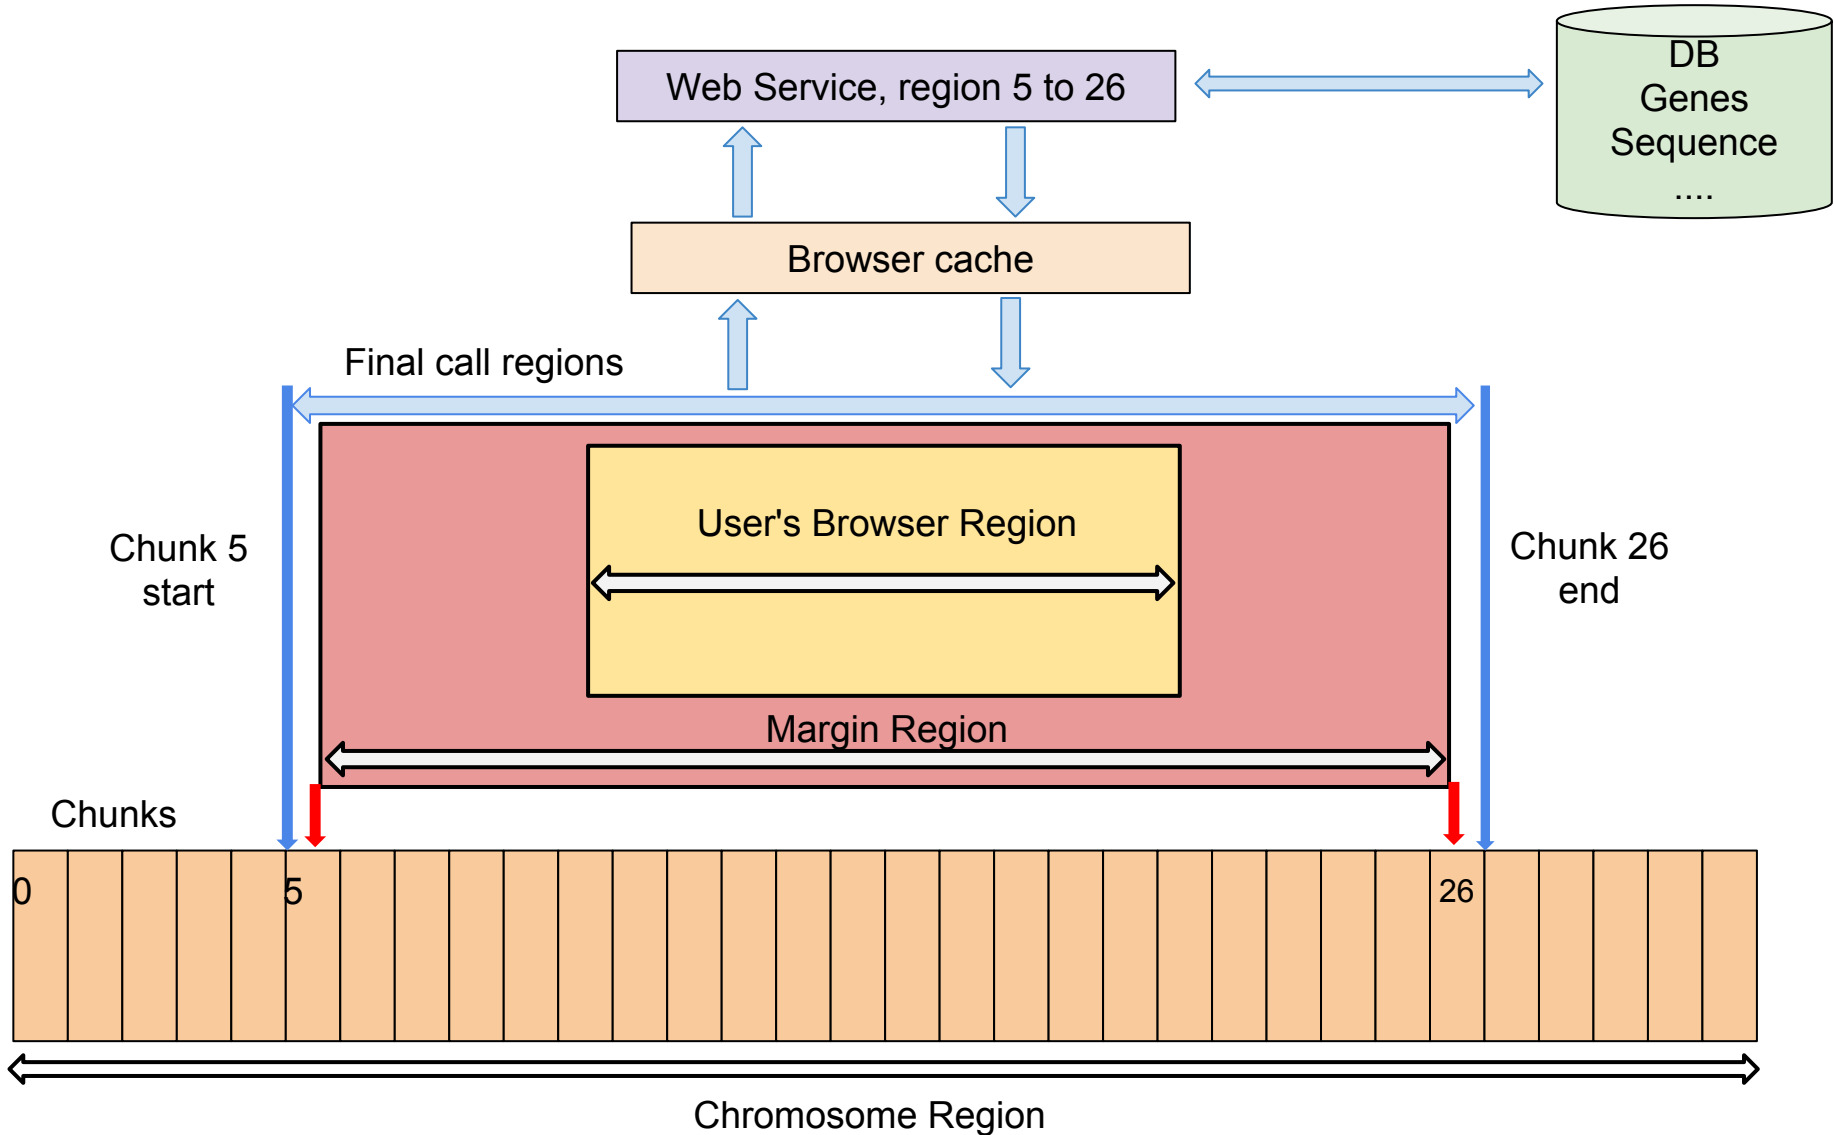 DB
Genes
Sequence
....
Web Service, region 5 to 26
Browser cache
Final call regions
User's Browser Region
Chunk 5
start
Chunk 26
end
Margin Region
Chunks
0
5
26
Chromosome Region